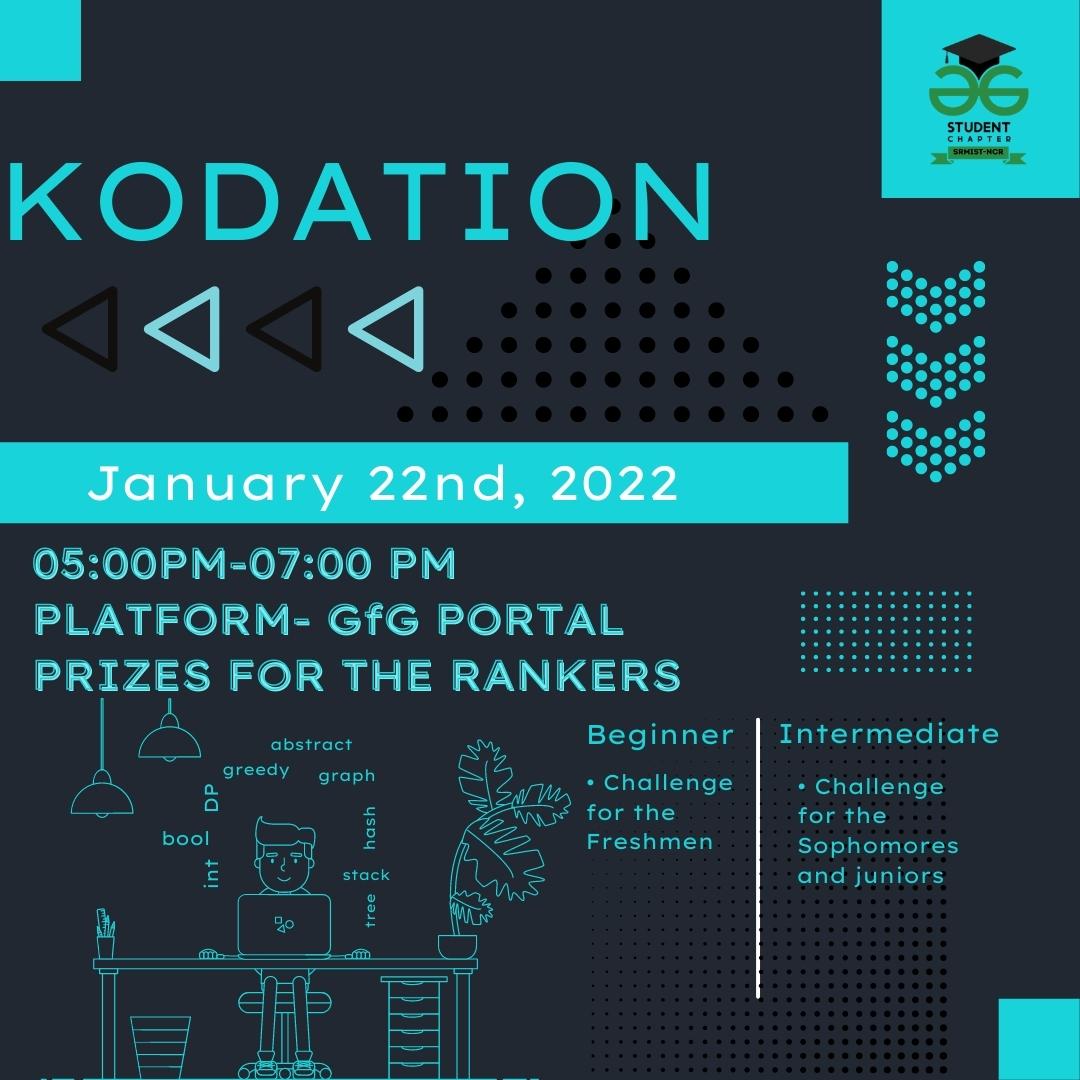 STUDENT
CHAPTER
SRMIST-NCR
KODATION
January 22nd, 2022
05:00PM-07:00 PM
PLATFORM- GfG PORTAL
PRIZES FOR THE RANKERS
abstract
greedy
graph
DP
hash
bool
int
stack
tree
Beginner
• Challenge
for the
Freshmen
Intermediate
• Challenge
for the
Sophomores
and juniors